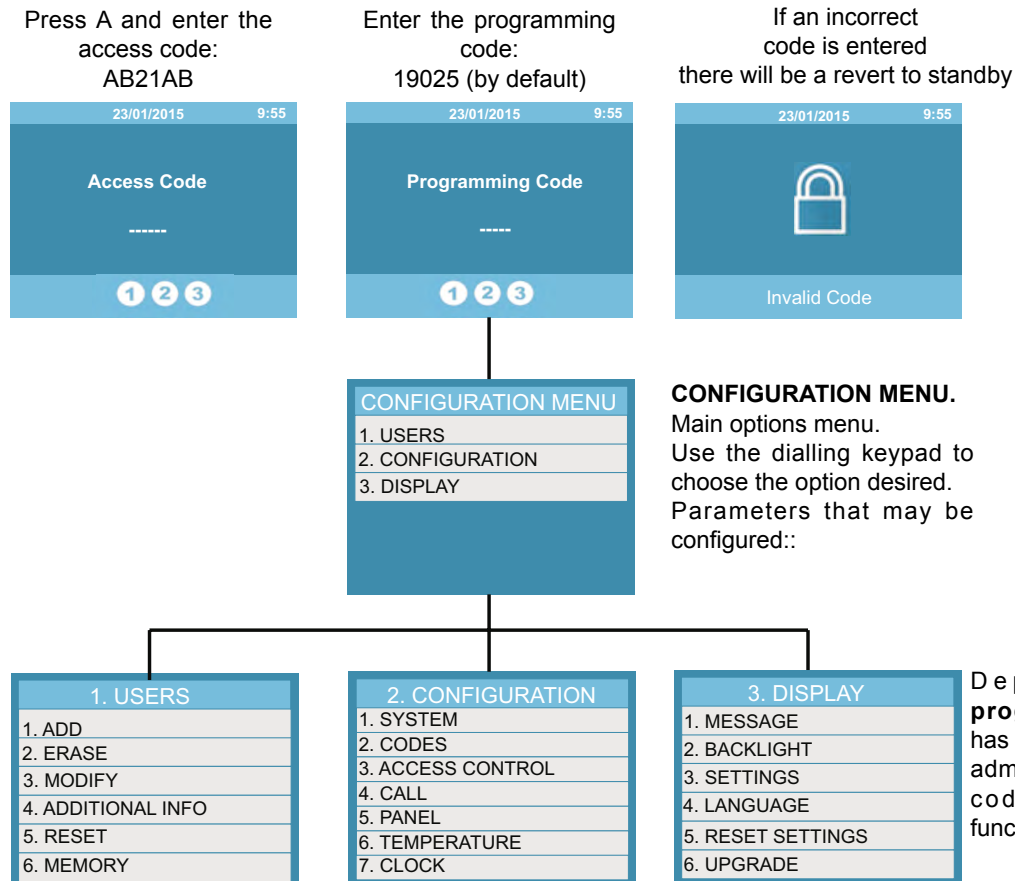 Press A and enter the
access code:
AB21AB
Enter the programming
code:
19025 (by default)
If an incorrect
code is entered
there will be a revert to standby
23/01/2015 9:55
Access Code
------
1 2 3
23/01/2015 9:55
Programming Code
-----
1 2 3
23/01/2015 9:55
Invalid Code
CONFIGURATION MENU
1. USERS
2. CONFIGURATION
3. DISPLAY
CONFIGURATION MENU.
Main options menu.
Use the dialling keypad to
choose the option desired.
Parameters that may be
configured::
1. USERS
1. ADD
2. ERASE
3. MODIFY
4. ADDITIONAL INFO
5. RESET
6. MEMORY
2. CONFIGURATION
1. SYSTEM
2. CODES
3. ACCESS CONTROL
4. CALL
5. PANEL
6. TEMPERATURE
7. CLOCK
3. DISPLAY
1. MESSAGE
2. BACKLIGHT
3. SETTINGS
4. LANGUAGE
5. RESET SETTINGS
6. UPGRADE
has